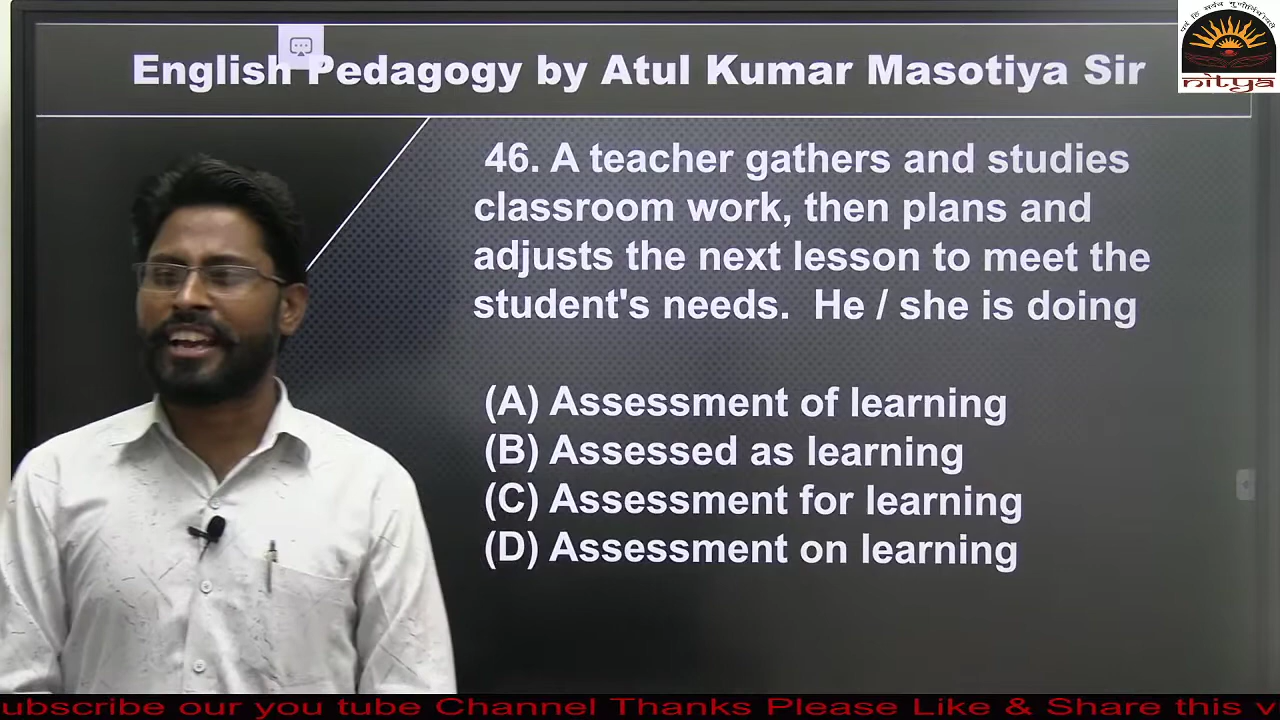 English Pedagogy by Atul Kumar Masotiya Sir
nitya
46. A teacher gathers and studies
classroom work, then plans and
adjusts the next lesson to meet the
student's needs. He / she is doing
(A) Assessment of learning
(B) Assessed as learning
(C) Assessment for learning
(D) Assessment on learning
ubscribe our you tube Channel Thanks Please Like & Share this v